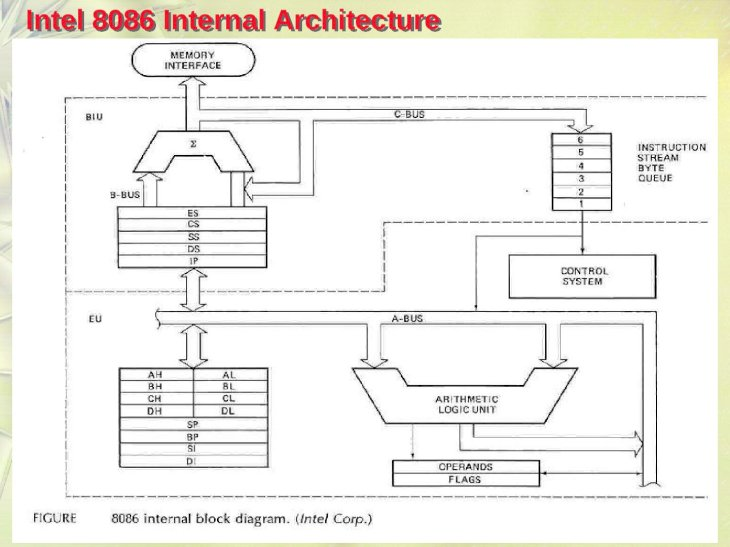 Intel 8086 Internal Architecture
MEMORY
INTERFACE
BIU
C-BUS
Σ
B-BUS
6
5
4
3
2
1
INSTRUCTION
STREAM
BYTE
QUEUE
ES
CS
SS
DS
IP
CONTROL
SYSTEM
EU
A-BUS
AH AL
BH BL
CH CL
DH DL
SP
BP
SI
DI
ARITHMETIC
LOGIC UNIT
OPERANDS
FLAGS
FIGURE 8086 internal block diagram. (Intel Corp.)